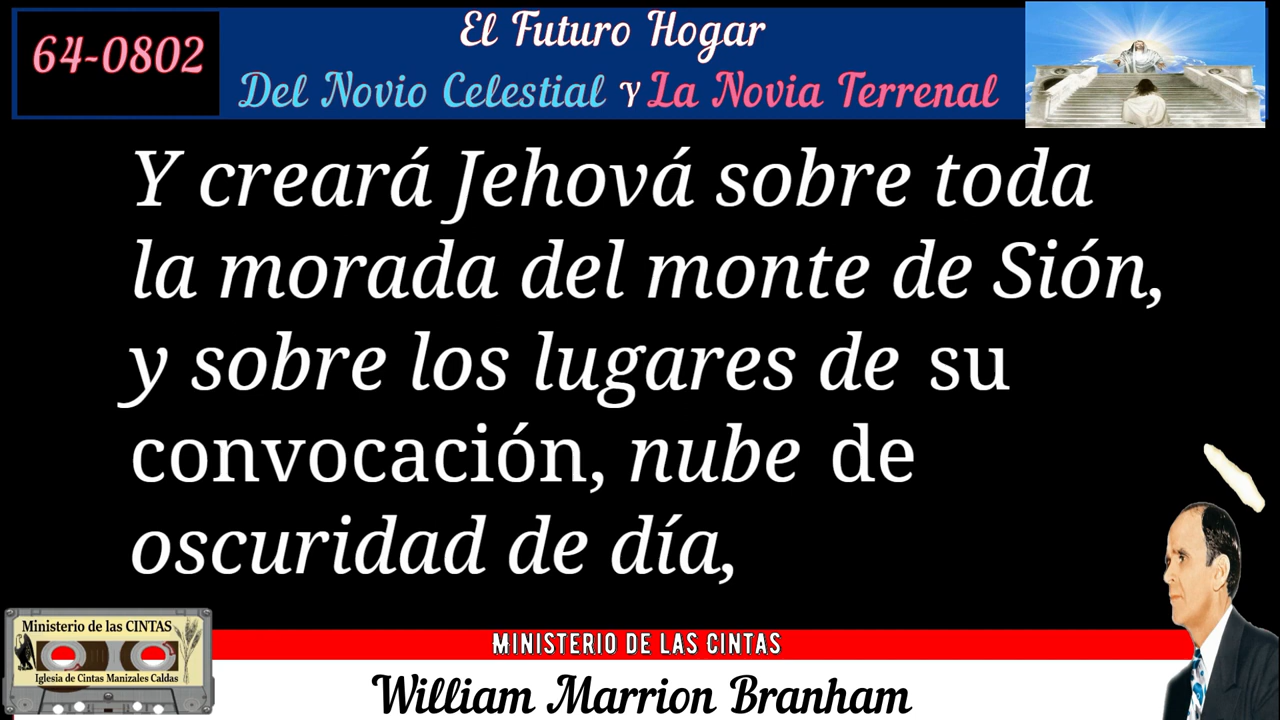 64-0802
El Futuro Hogar
Del Novio Celestial y La Novia Terrenal
Y creará Jehová sobre toda
la morada del monte de Sión,
y sobre los lugares de su
convocación, nube de
oscuridad de día,
Ministerio de las CINTAS
Iglesia de Cintas Manizales Caldas
MINISTERIO DE LAS CINTAS
William Marrion Branham